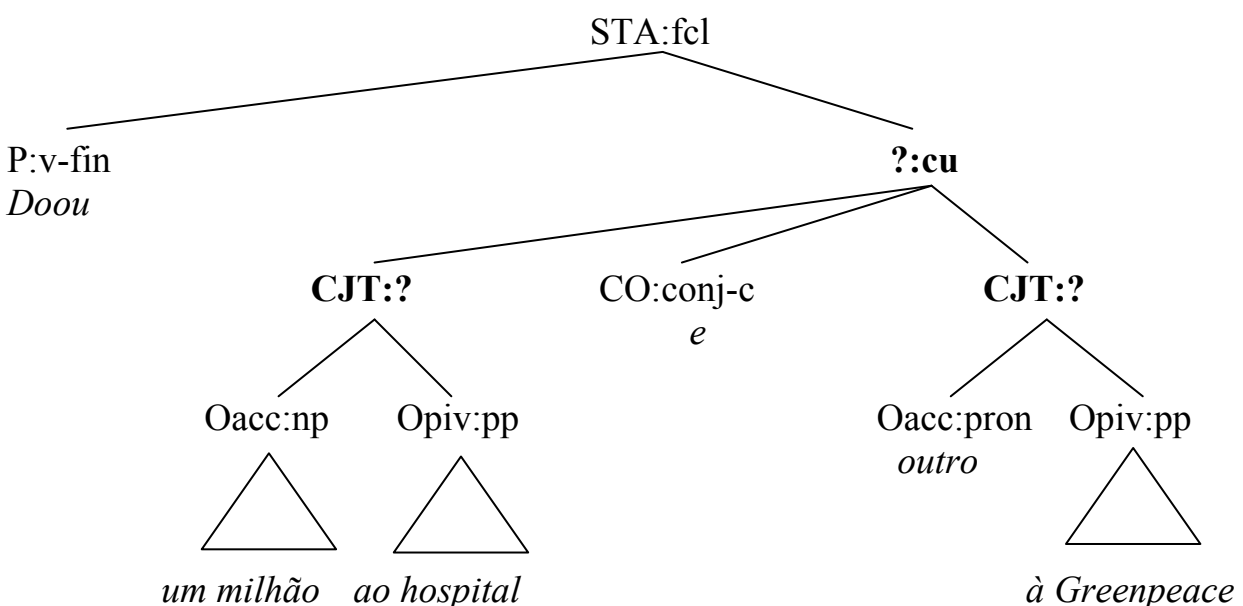 STA:fcl
P:v-fin ?:cu
Doou
CJT:? CO:conj-c CJT:?
e
Oacc:np Opiv:pp Oacc:pron Opiv:pp
outro
um milhão ao hospital à Greenpeace